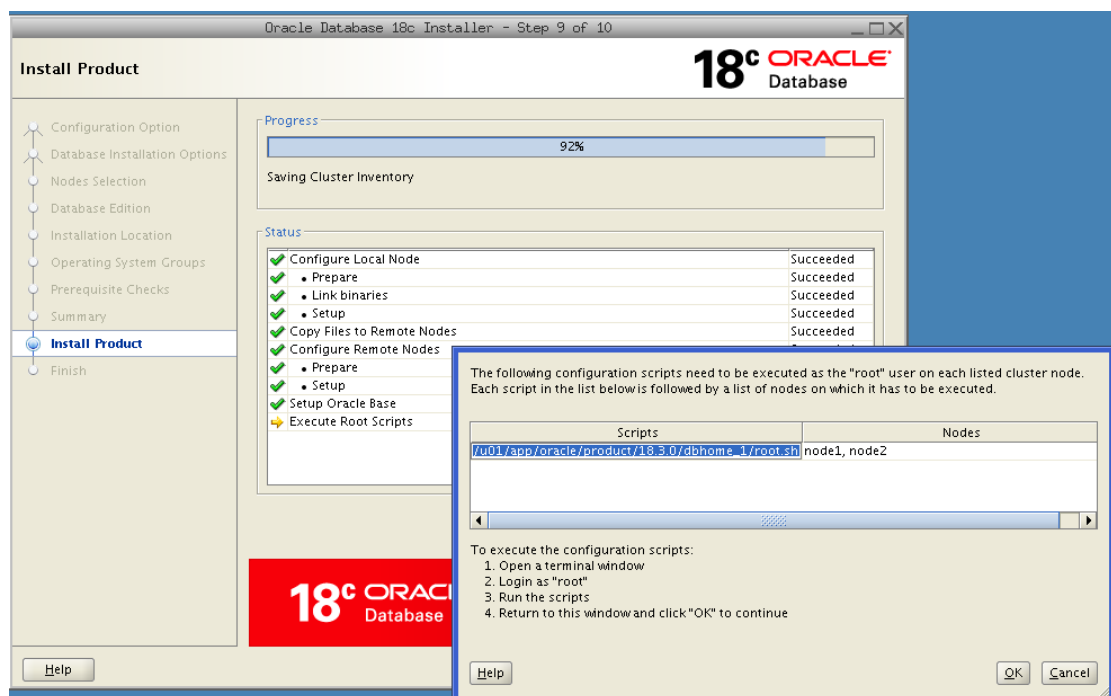 Oracle Database 18c Installer - Step 9 of 10
Install Product
18c ORACLE
Database
Configuration Option
Database Installation Options
Nodes Selection
Database Edition
Installation Location
Operating System Groups
Prerequisite Checks
Summary
Install Product
Finish
Progress
92%
Saving Cluster Inventory
Status
Configure Local Node Succeeded
• Prepare Succeeded
• Link binaries Succeeded
• Setup Succeeded
Copy Files to Remote Nodes Succeeded
Configure Remote Nodes
• Prepare
• Setup
Setup Oracle Base
Execute Root Scripts
18c ORACL
Database
Help
The following configuration scripts need to be executed as the "root" user on each listed cluster node.
Each script in the list below is followed by a list of nodes on which it has to be executed.
Scripts Nodes
/u01/app/oracle/product/18.3.0/dbhome_1/root.sh node1, node2
To execute the configuration scripts:
1. Open a terminal window
2. Login as "root"
3. Run the scripts
4. Return to this window and click "OK" to continue
Help OK Cancel